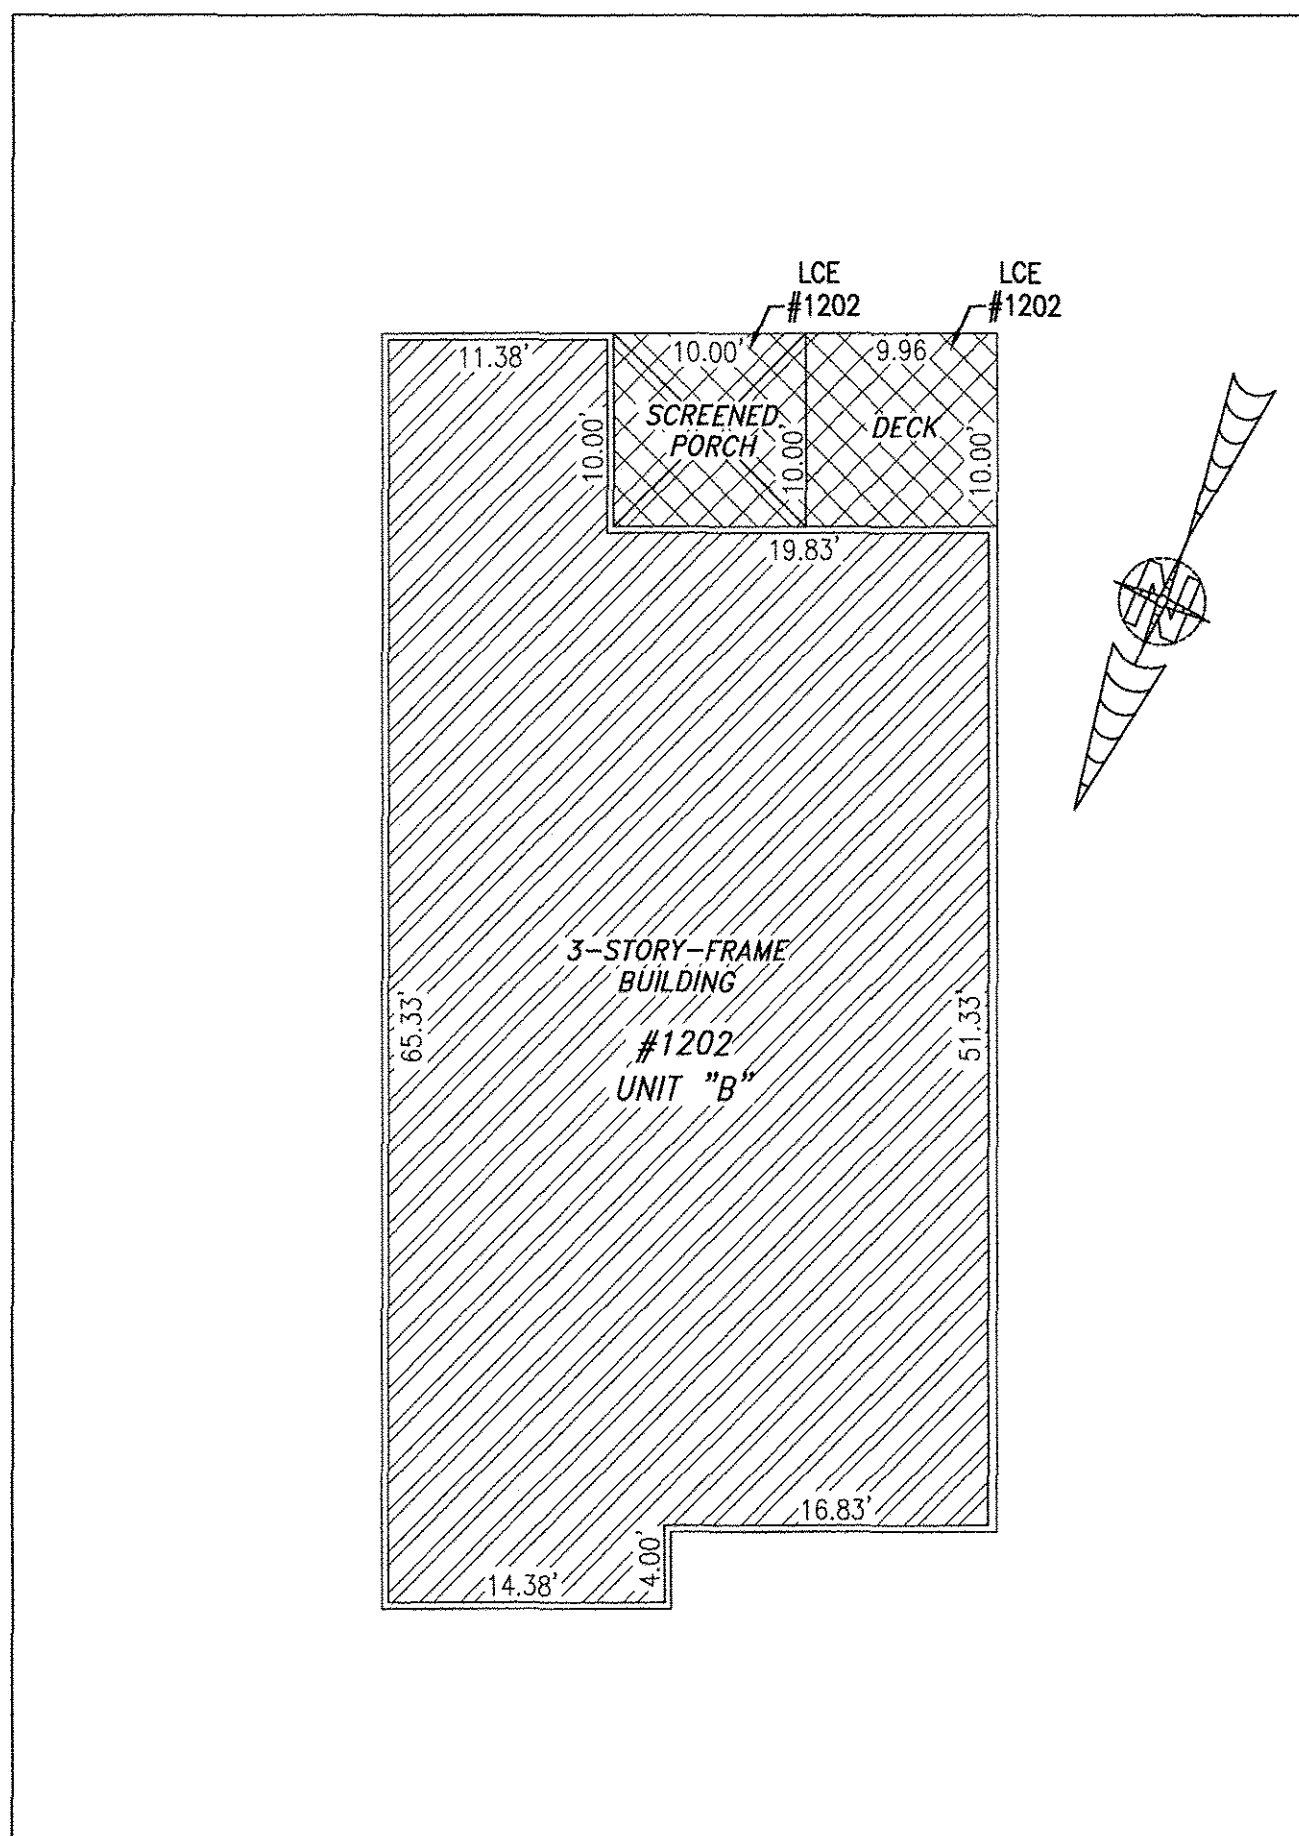 LCE
#1202
LCE
#1202
11.38'
10.00'
9.96
10.00'
SCREENED
PORCH
10.00'
DECK
10.00'
19.83'
N
3-STORY-FRAME
BUILDING
#1202
UNIT "B"
65.33'
51.33'
16.83'
4.00'
14.38'